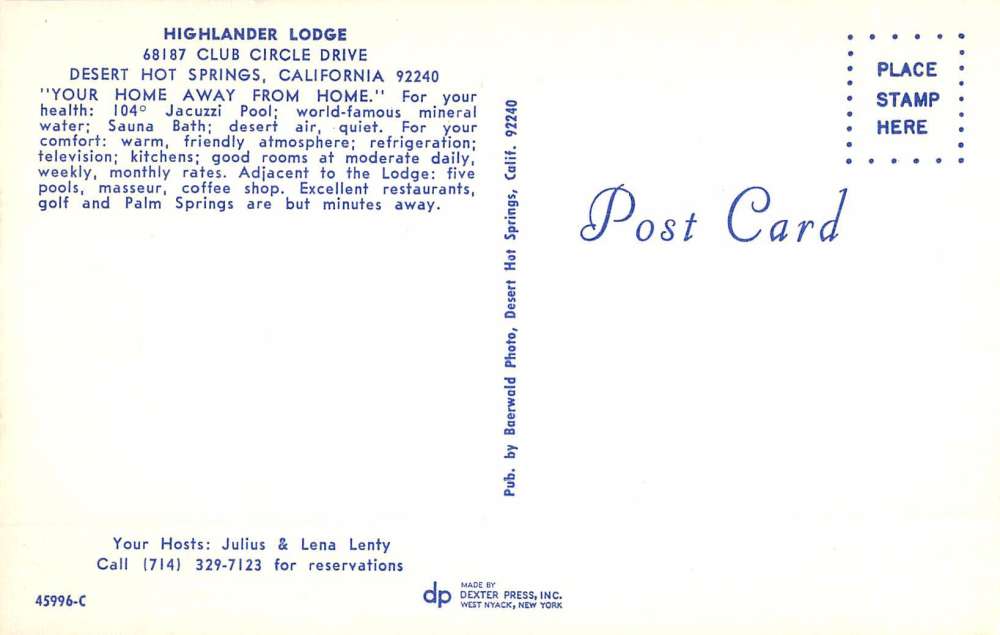 HIGHLANDER LODGE
68187 CLUB CIRCLE DRIVE
DESERT HOT SPRINGS, CALIFORNIA 92240
"YOUR HOME AWAY FROM HOME." For your
health: 104° Jacuzzi Pool; world-famous mineral
water; Sauna Bath; desert air, quiet. For your
comfort: warm, friendly atmosphere; refrigeration;
television; kitchens; good rooms at moderate daily,
weekly, monthly rates. Adjacent to the Lodge: five
pools, masseur, coffee shop. Excellent restaurants,
golf and Palm Springs are but minutes away.
Your Hosts: Julius & Lena Lenty
Call (714) 329-7123 for reservations
45996-C
Pub. by Baerwald Photo, Desert Hot Springs, Calif. 92240
dp
MADE BY
DEXTER PRESS, INC.
WEST NYACK, NEW YORK
PLACE
STAMP
HERE
Post Card